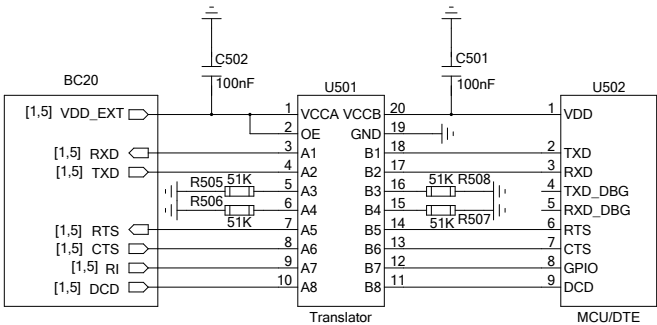 C502
100nF
C501
100nF
BC20
U501
U502
[1,5] VDD_EXT
1 VCCA VCCB 20
1 VDD
2 OE GND 19
[1,5] RXD
3 A1 B1 18
2 TXD
[1,5] TXD
4 A2 B2 17
3 RXD
R505 51K
5 A3 B3 16
51K R508
4 TXD_DBG
R506 51K
6 A4 B4 15
51K R507
5 RXD_DBG
[1,5] RTS
7 A5 B5 14
6 RTS
[1,5] CTS
8 A6 B6 13
7 CTS
[1,5] RI
9 A7 B7 12
8 GPIO
[1,5] DCD
10 A8 B8 11
9 DCD
Translator
MCU/DTE